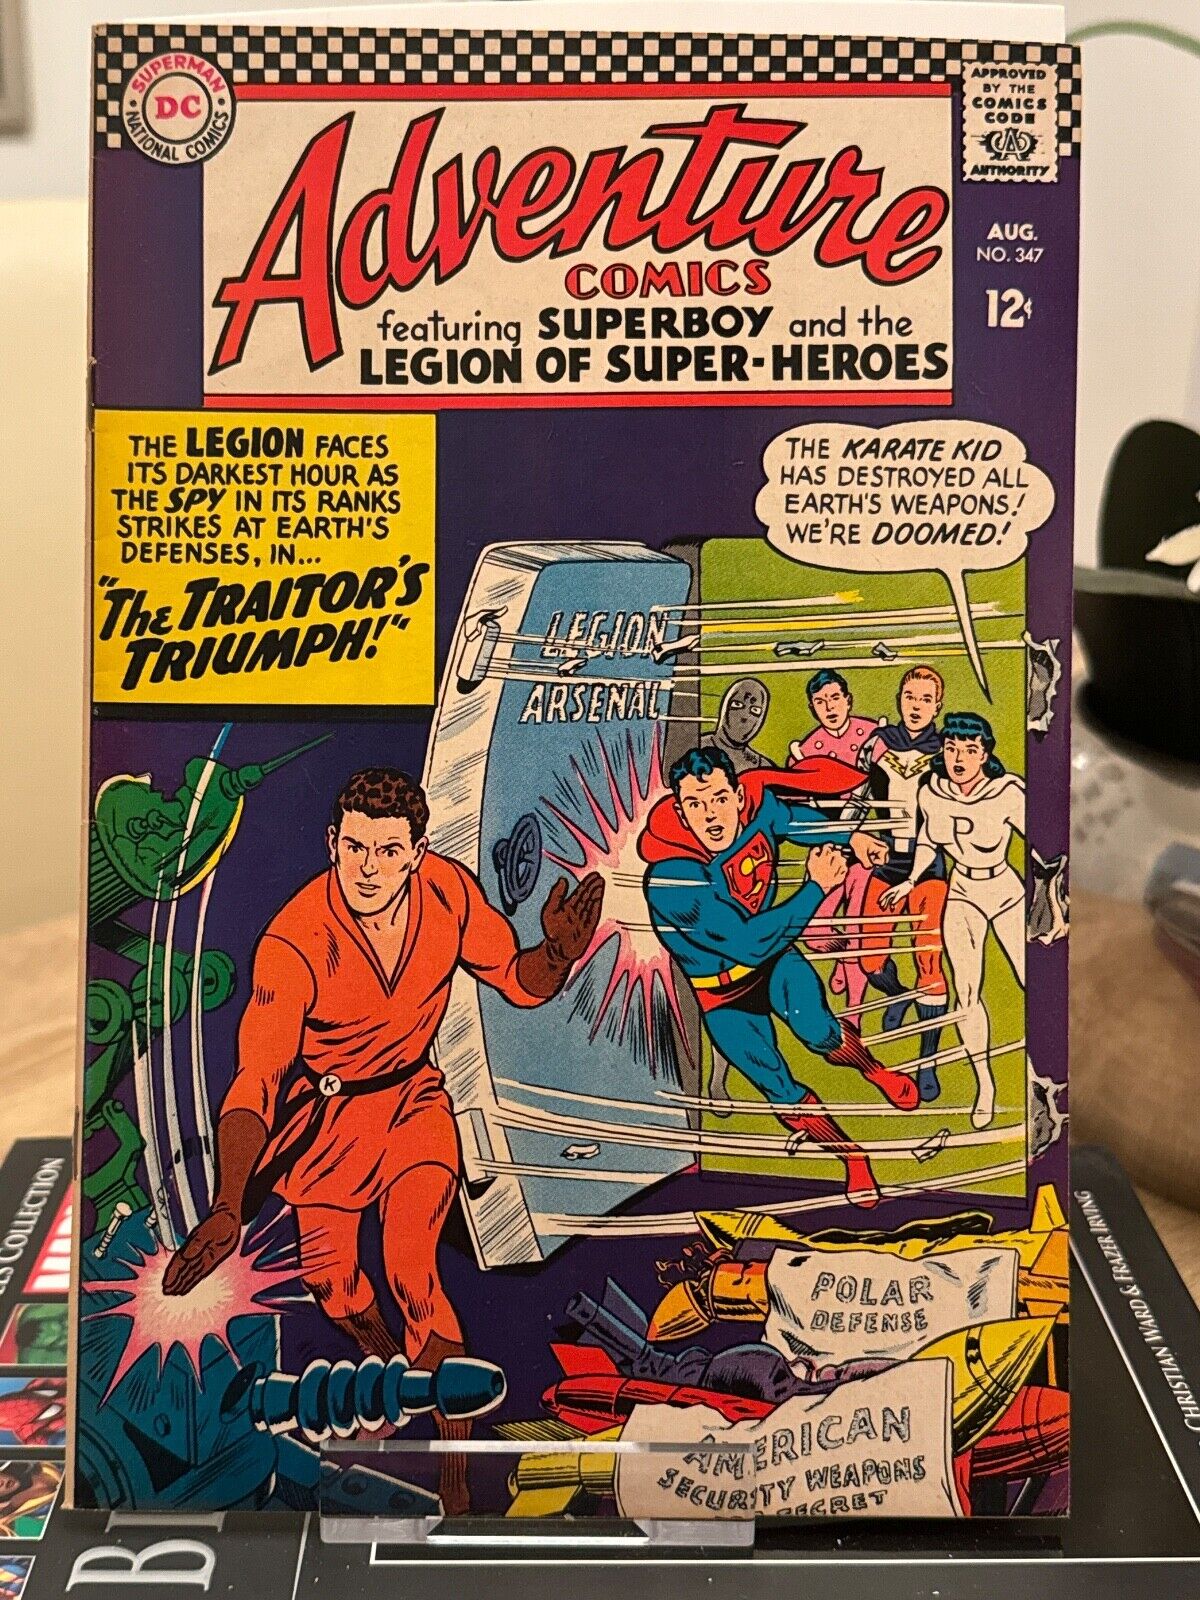 SUPERMAN
DC
NATIONAL COMICS
APPROVED
BY THE
COMICS
CODE
AUTHORITY
Adventure
COMICS
featuring SUPERBOY and the
LEGION OF SUPER-HEROES
AUG.
NO. 347
12¢
THE LEGION FACES
ITS DARKEST HOUR AS
THE SPY IN ITS RANKS
STRIKES AT EARTH'S
DEFENSES, IN...
"THE TRAITOR'S
TRIUMPH!"
THE KARATE KID
HAS DESTROYED ALL
EARTH'S WEAPONS!
WE'RE DOOMED!
LEGION
ARSENAL
P
S
K
POLAR
DEFENSE
AMERICAN
SECURITY WEAPONS
SECRET
COLLECTION
CHRISTIAN WARD & FRAZER IRVING